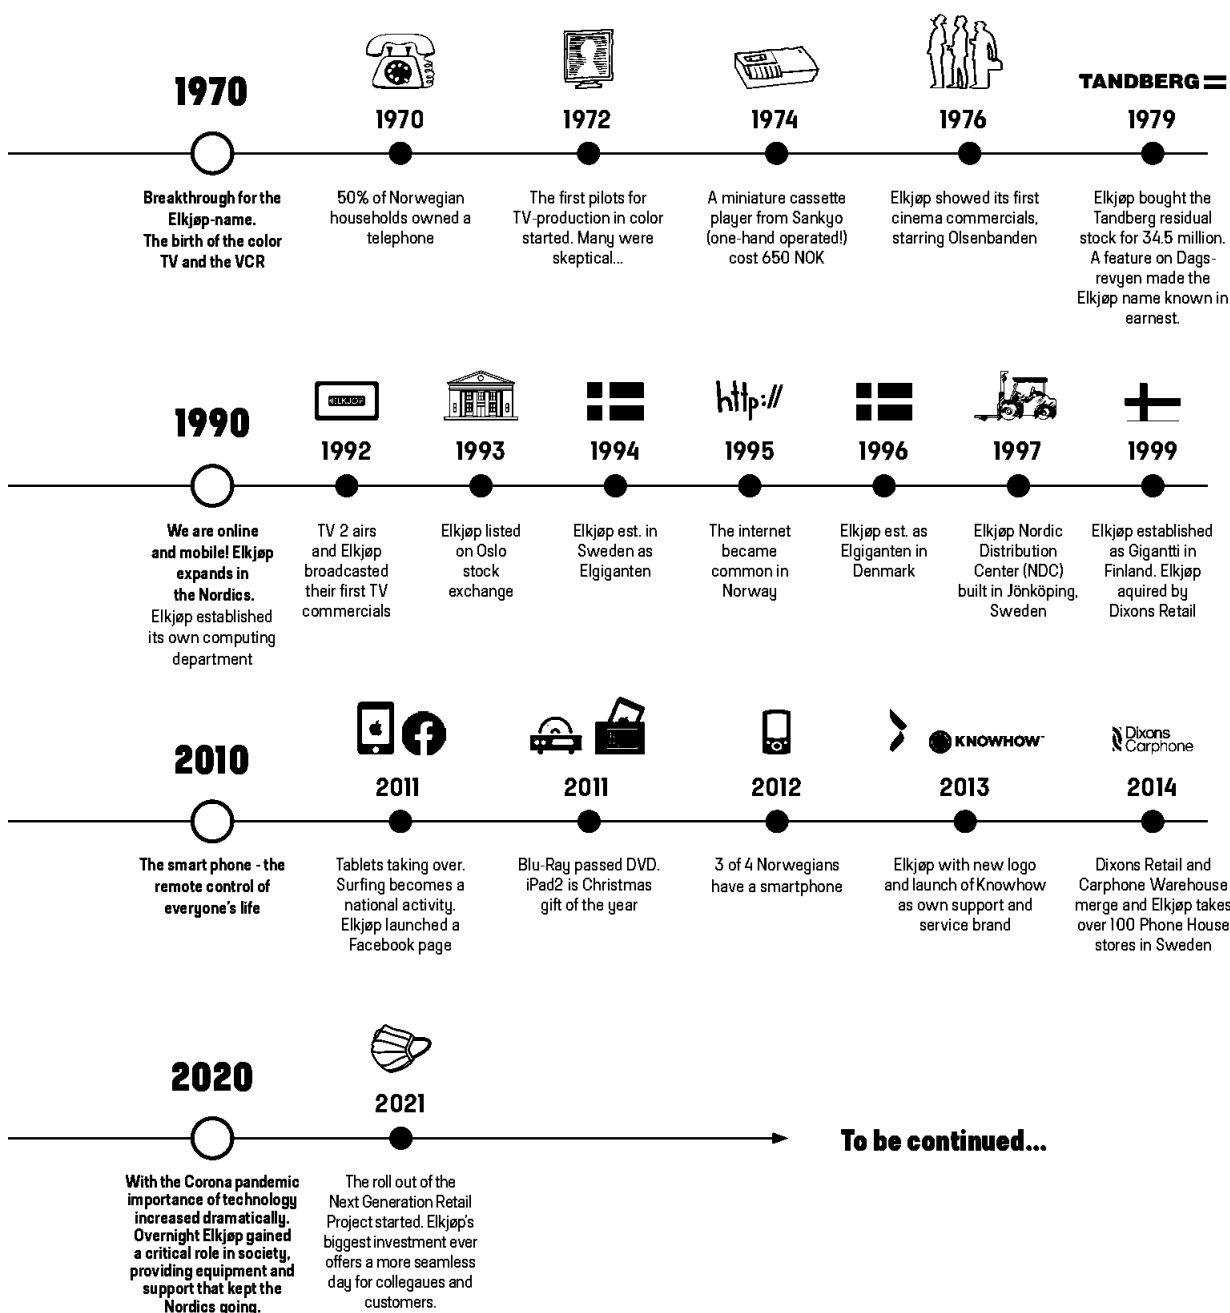 1970
Breakthrough for the
Elkjøp-name.
The birth of the color
TV and the VCR
1970
50% of Norwegian
households owned a
telephone
1972
The first pilots for
TV-production in color
started. Many were
skeptical...
1974
A miniature cassette
player from Sankyo
(one-hand operated!)
cost 650 NOK
1976
Elkjøp showed its first
cinema commercials,
starring Olsenbanden
TANDBERG
1979
Elkjøp bought the
Tandberg residual
stock for 34.5 million.
A feature on Dags-
revyen made the
Elkjøp name known in
earnest.
1990
We are online
and mobile! Elkjøp
expands in
the Nordics.
Elkjøp established
its own computing
department
ELKJØP
1992
TV 2 airs
and Elkjøp
broadcasted
their first TV
commercials
1993
Elkjøp listed
on Oslo
stock
exchange
1994
Elkjøp est. in
Sweden as
Elgiganten
http://
1995
The internet
became
common in
Norway
1996
Elkjøp est. as
Elgiganten in
Denmark
1997
Elkjøp Nordic
Distribution
Center (NDC)
built in Jönköping,
Sweden
1999
Elkjøp established
as Gigantti in
Finland. Elkjøp
aquired by
Dixons Retail
2010
The smart phone - the
remote control of
everyone's life
2011
Tablets taking over.
Surfing becomes a
national activity.
Elkjøp launched a
Facebook page
2011
Blu-Ray passed DVD.
iPad2 is Christmas
gift of the year
2012
3 of 4 Norwegians
have a smartphone
KNOWHOW™
2013
Elkjøp with new logo
and launch of Knowhow
as own support and
service brand
Dixons
Carphone
2014
Dixons Retail and
Carphone Warehouse
merge and Elkjøp takes
over 100 Phone House
stores in Sweden
2020
With the Corona pandemic
importance of technology
increased dramatically.
Overnight Elkjøp gained
a critical role in society,
providing equipment and
support that kept the
Nordics going.
2021
The roll out of the
Next Generation Retail
Project started. Elkjøp's
biggest investment ever
offers a more seamless
day for collegaues and
customers.
To be continued...